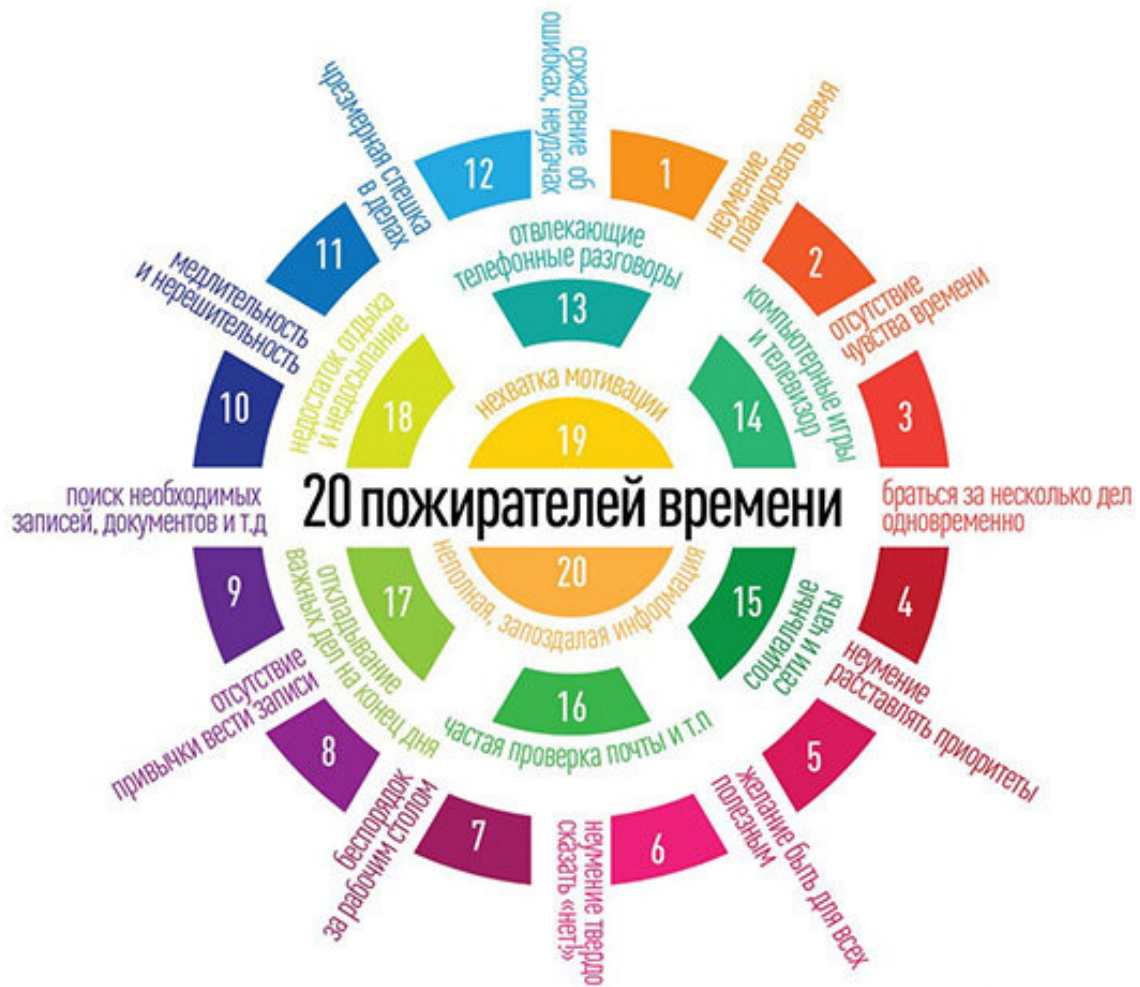 20 пожирателей времени
1
неумение
планировать время
2
отсутствие
чувства времени
3
браться за несколько дел
одновременно
4
неумение
расставлять приоритеты
5
желание быть для всех
полезным
6
неумение твердо
сказать «нет!»
7
беспорядок
за рабочим столом
8
отсутствие
привычки вести записи
9
поиск необходимых
записей, документов и т.д
10
медлительность
и нерешительность
11
чрезмерная спешка
в делах
12
сожаление об
ошибках, неудачах
13
отвлекающие
телефонные разговоры
14
компьютерные игры
и телевизор
15
социальные
сети и чаты
16
частая проверка почты и т.п
17
откладывание
важных дел на конец дня
18
недостаток отдыха
и недосыпание
19
нехватка мотивации
20
неполная, запоздалая информация